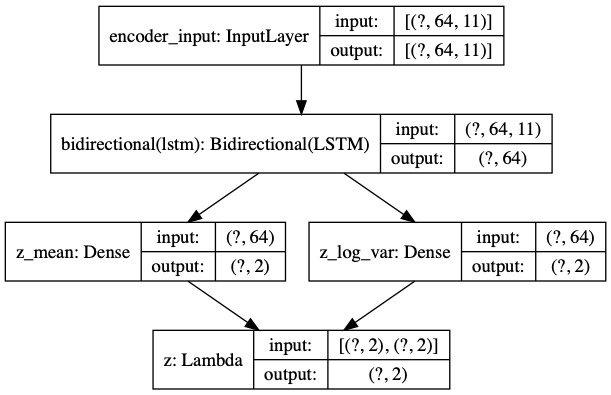 encoder_input: InputLayer
input:
[(?, 64, 11)]
output:
[(?, 64, 11)]
bidirectional(lstm): Bidirectional(LSTM)
input:
(?, 64, 11)
output:
(?, 64)
z_mean: Dense
input:
(?, 64)
output:
(?, 2)
z_log_var: Dense
input:
(?, 64)
output:
(?, 2)
z: Lambda
input:
[(?, 2), (?, 2)]
output:
(?, 2)